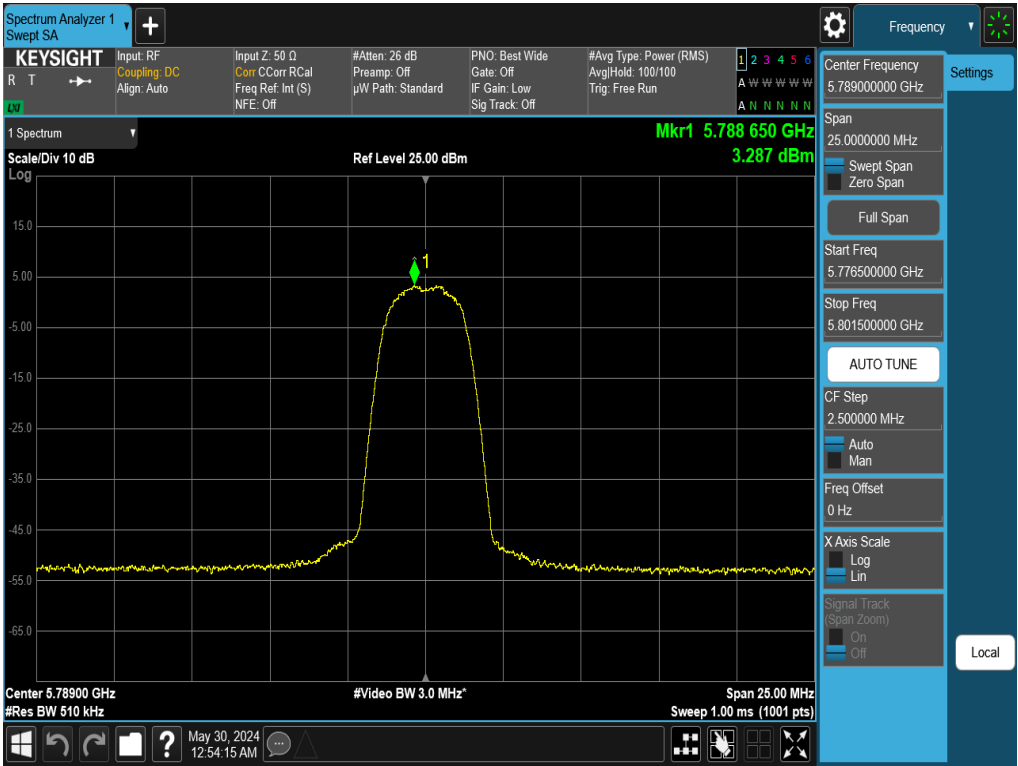 Spectrum Analyzer 1
Swept SA
+
Frequency
KEYSIGHT
R T
LXI
Input: RF
Coupling: DC
Align: Auto
Input Z: 50 Ω
Corr CCorr RCal
Freq Ref: Int (S)
NFE: Off
#Atten: 26 dB
Preamp: Off
µW Path: Standard
PNO: Best Wide
Gate: Off
IF Gain: Low
Sig Track: Off
#Avg Type: Power (RMS)
Avg|Hold: 100/100
Trig: Free Run
1 2 3 4 5 6
A W W W W W
A N N N N N
1 Spectrum
Scale/Div 10 dB
Log
Ref Level 25.00 dBm
Mkr1 5.788 650 GHz
3.287 dBm
15.0
5.00
-5.00
-15.0
-25.0
-35.0
-45.0
-55.0
-65.0
1
Center 5.78900 GHz
#Res BW 510 kHz
#Video BW 3.0 MHz*
Span 25.00 MHz
Sweep 1.00 ms (1001 pts)
Center Frequency
5.789000000 GHz
Settings
Span
25.0000000 MHz
Swept Span
Zero Span
Full Span
Start Freq
5.776500000 GHz
Stop Freq
5.801500000 GHz
AUTO TUNE
CF Step
2.500000 MHz
Auto
Man
Freq Offset
0 Hz
X Axis Scale
Log
Lin
Signal Track
(Span Zoom)
On
Off
Local
?
May 30, 2024
12:54:15 AM